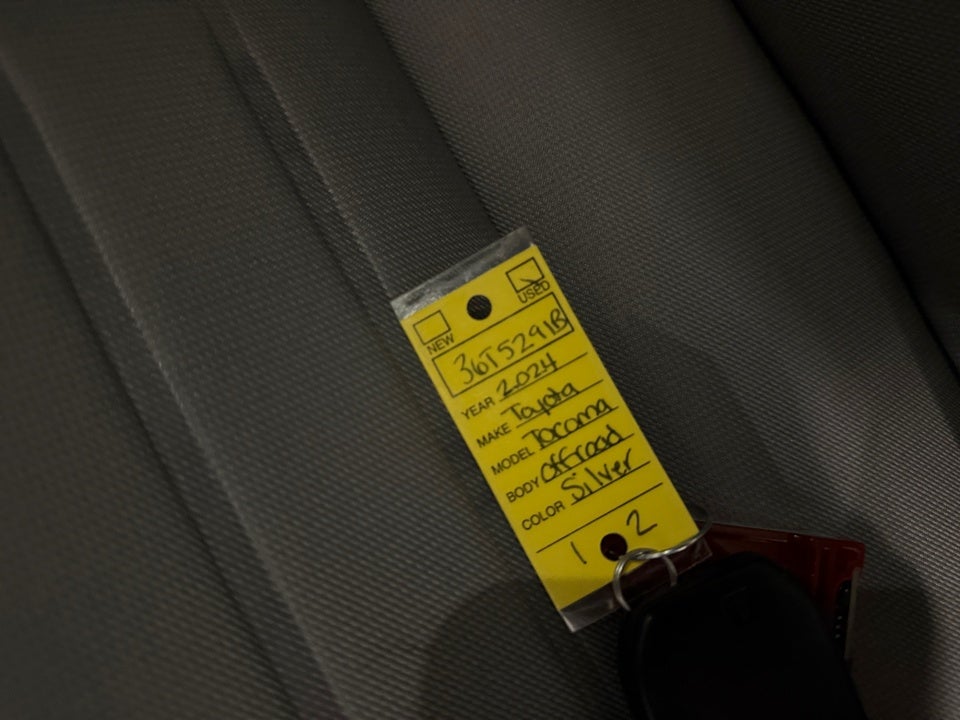 NEW USED
36T5291B
YEAR 2024
MAKE Toyota
MODEL Tacoma
BODY Offroad
COLOR Silver
1 2